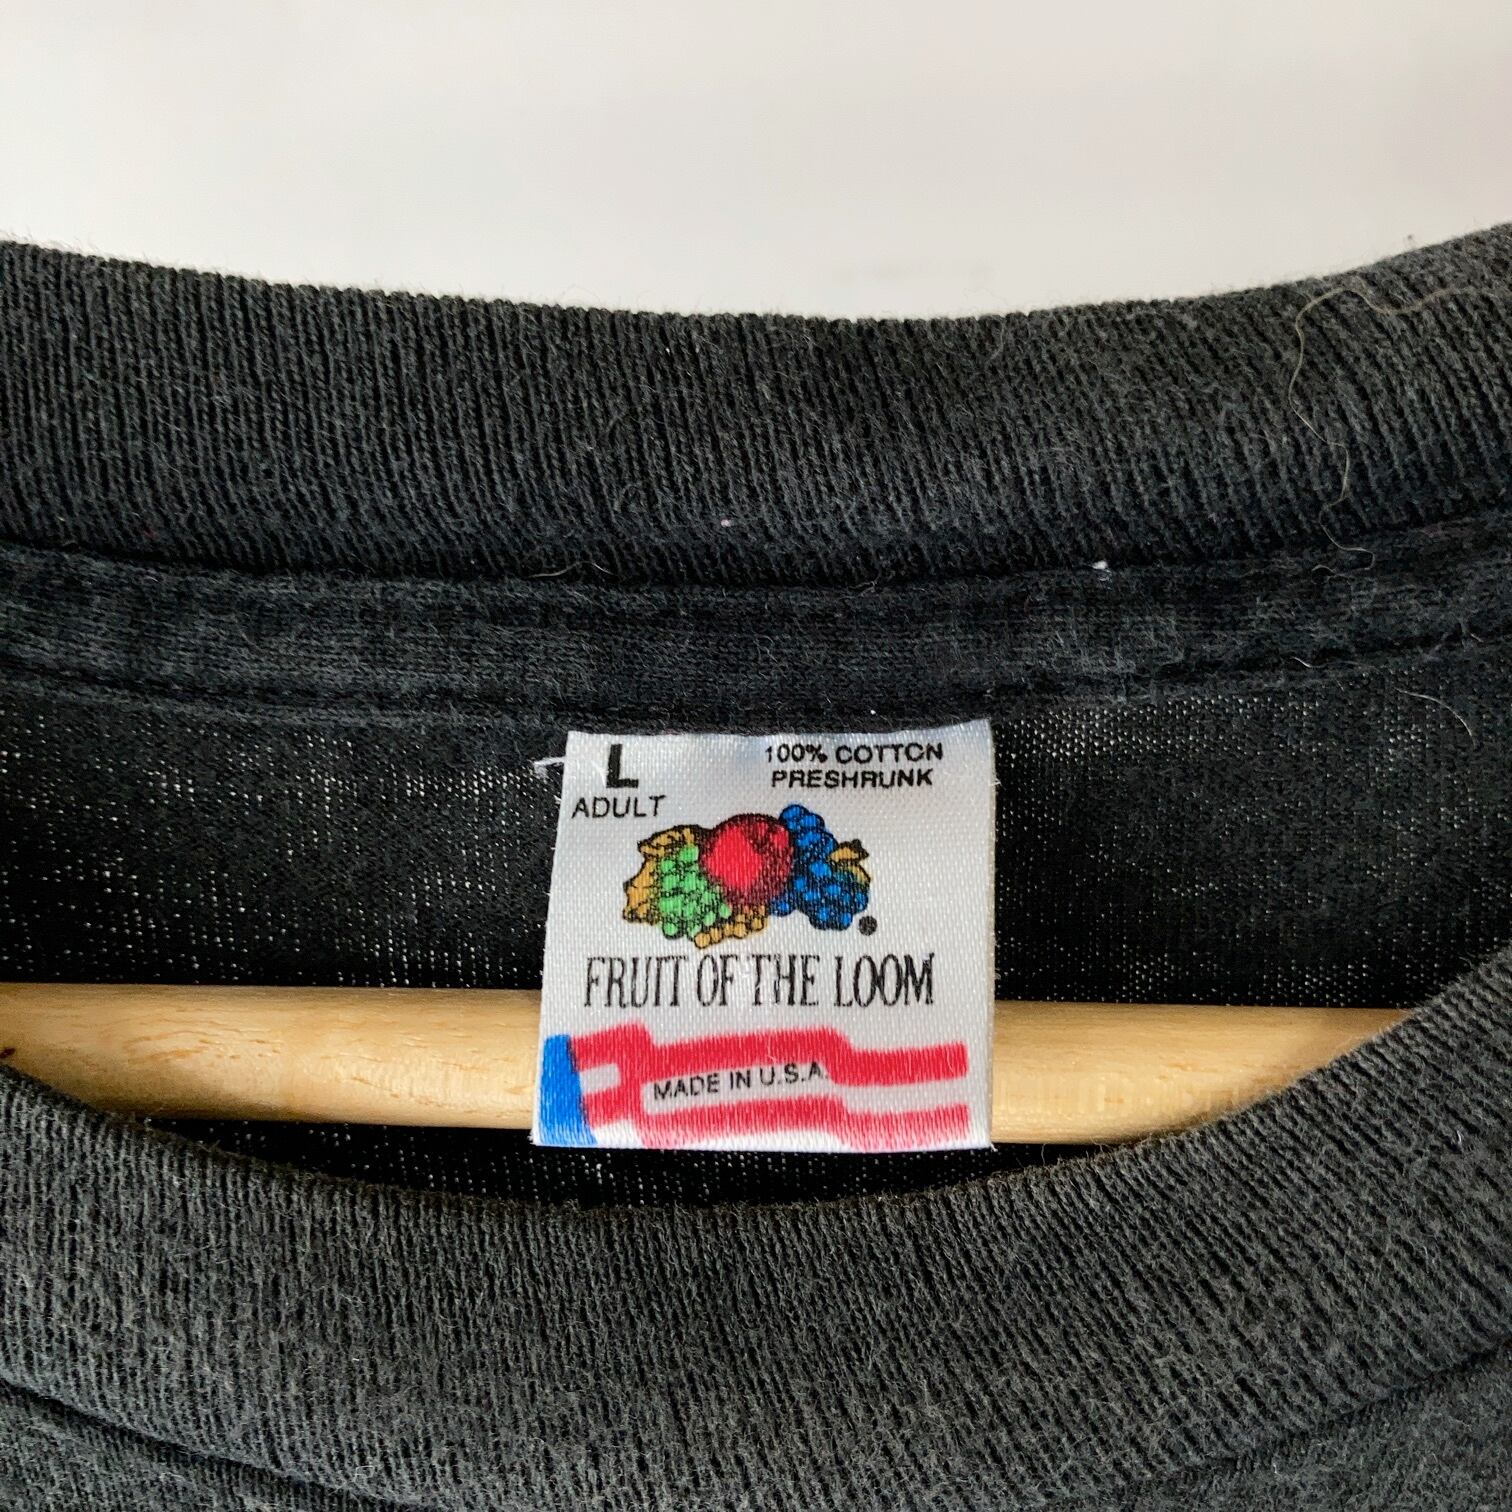 L
ADULT
100% COTTON
PRESHRUNK
FRUIT OF THE LOOM
MADE IN U.S.A.